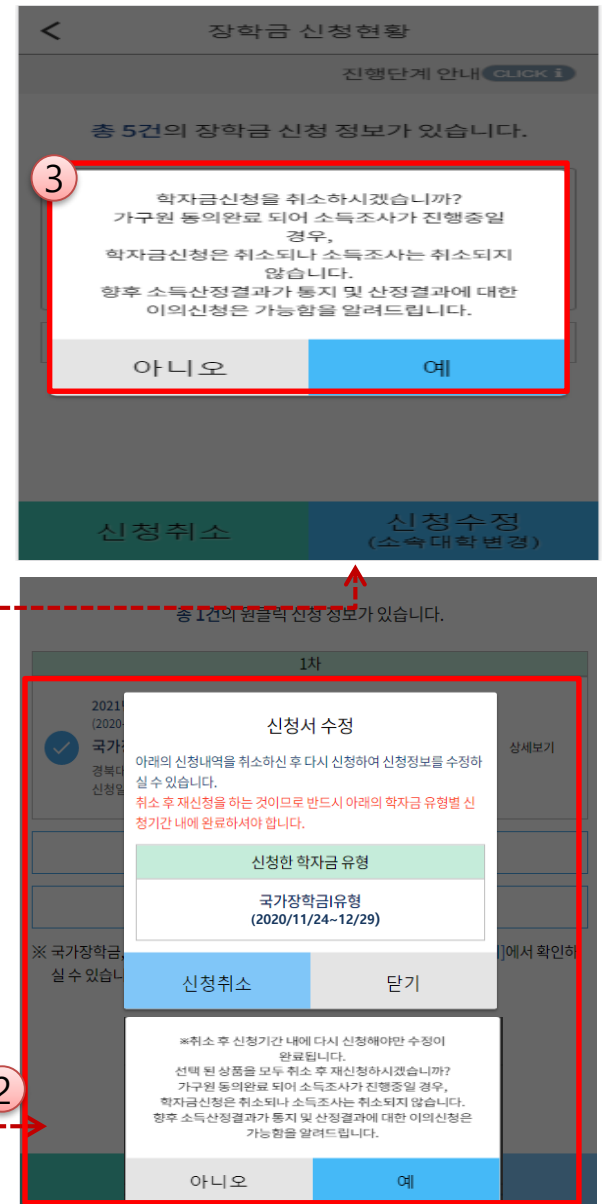 장학금 신청현황
진행단계 안내 CLICK i
총 5건의 장학금 신청 정보가 있습니다.
3
학자금신청을 취소하시겠습니까?
가구원 동의완료 되어 소득조사가 진행중일
경우,
학자금신청은 취소되나 소득조사는 취소되지
않습니다.
향후 소득산정결과가 통지 및 산정결과에 대한
이의신청은 가능함을 알려드립니다.
아니오 예
신청취소 신청수정
(소속대학변경)
총 1건의 원클릭 신청 정보가 있습니다.
1차
2021
(2020
국가
경북대
신청일
상세보기
신청서 수정
아래의 신청내역을 취소하신 후 다시 신청하여 신청정보를 수정하
실 수 있습니다.
취소 후 재신청을 하는 것이므로 반드시 아래의 학자금 유형별 신
청기간 내에 완료하셔야 합니다.
신청한 학자금 유형
국가장학금I유형
(2020/11/24~12/29)
신청취소 닫기
※ 국가장학금, ]에서 확인하
실 수 있습니
※취소 후 신청기간 내에 다시 신청해야만 수정이
완료됩니다.
선택 된 상품을 모두 취소 후 재신청하시겠습니까?
가구원 동의완료 되어 소득조사가 진행중일 경우,
학자금신청은 취소되나 소득조사는 취소되지 않습니다.
향후 소득산정결과가 통지 및 산정결과에 대한 이의신청은
가능함을 알려드립니다.
2
아니오 예